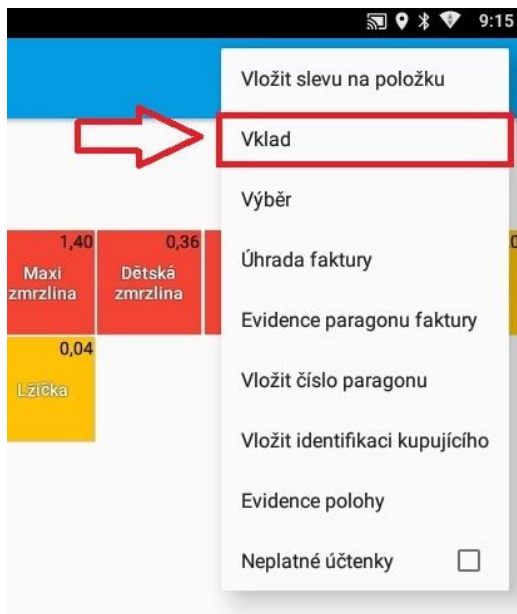 9:15
Vložit slevu na položku
Vklad
Výběr
Úhrada faktury
Evidence paragonu faktury
Vložit číslo paragonu
Vložit identifikaci kupujícího
Evidence polohy
Neplatné účtenky
1,40
Maxi
zmrzlina
0,36
Dětská
zmrzlina
0,04
Lžička